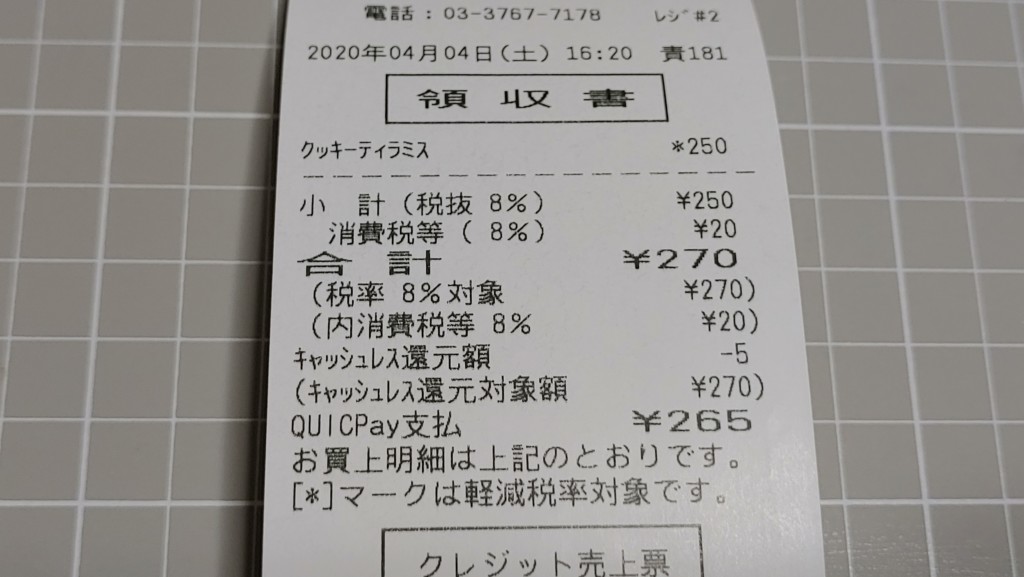 電話：03-3767-7178 レジ#2
2020年04月04日(土) 16:20 責181
領収書
クッキーティラミス *250
小 計(税抜 8%) ¥250
消費税等( 8%) ¥20
合 計 ¥270
(税率 8%対象 ¥270)
(内消費税等 8% ¥20)
キャッシュレス還元額 -5
(キャッシュレス還元対象額 ¥270)
QUICPay支払 ¥265
お買上明細は上記のとおりです。
[*]マークは軽減税率対象です。
クレジット売上票